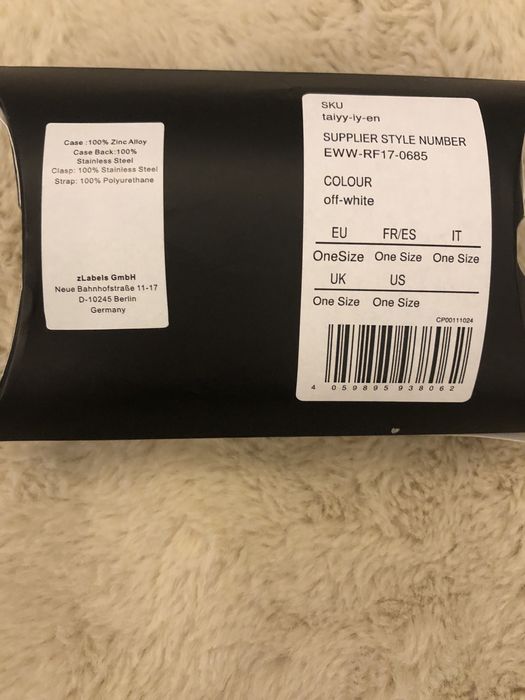 Case :100% Zinc Alloy
Case Back:100%
Stainless Steel
Clasp: 100% Stainless Steel
Strap: 100% Polyurethane
zLabels GmbH
Neue Bahnhofstraße 11-17
D-10245 Berlin
Germany
SKU
taiyy-iy-en
SUPPLIER STYLE NUMBER
EWW-RF17-0685
COLOUR
off-white
EU FR/ES IT
OneSize One Size One Size
UK US
One Size One Size
CP00111024
4 059895 938062